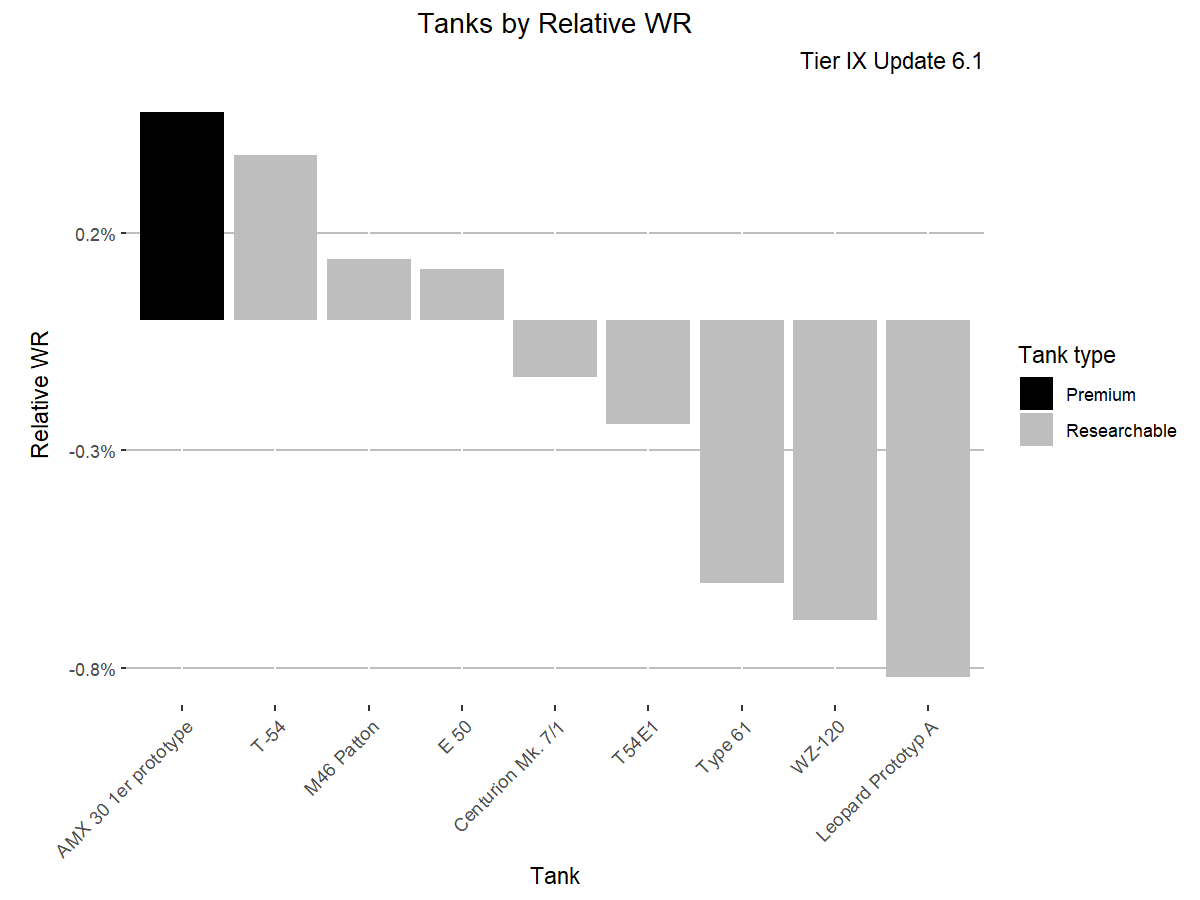 Tanks by Relative WR
Tier IX Update 6.1
0.2%
-0.3%
-0.8%
Relative WR
AMX 30 1er prototype
T-54
M46 Patton
E 50
Centurion Mk. 7/1
T54E1
Type 61
WZ-120
Leopard Prototyp A
Tank
Tank type
Premium
Researchable